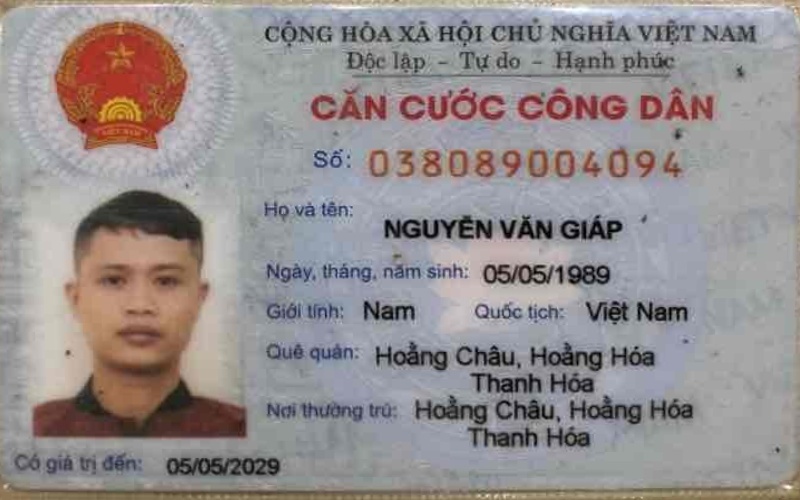 CỘNG HÒA XÃ HỘI CHỦ NGHĨA VIỆT NAM
Độc lập - Tự do - Hạnh phúc
CĂN CƯỚC CÔNG DÂN
Số: 038089004094
Họ và tên:
NGUYỄN VĂN GIÁP
Ngày, tháng, năm sinh: 05/05/1989
Giới tính: Nam Quốc tịch: Việt Nam
Quê quán: Hoằng Châu, Hoằng Hóa
Thanh Hóa
Nơi thường trú: Hoằng Châu, Hoằng Hóa
Thanh Hóa
Có giá trị đến: 05/05/2029